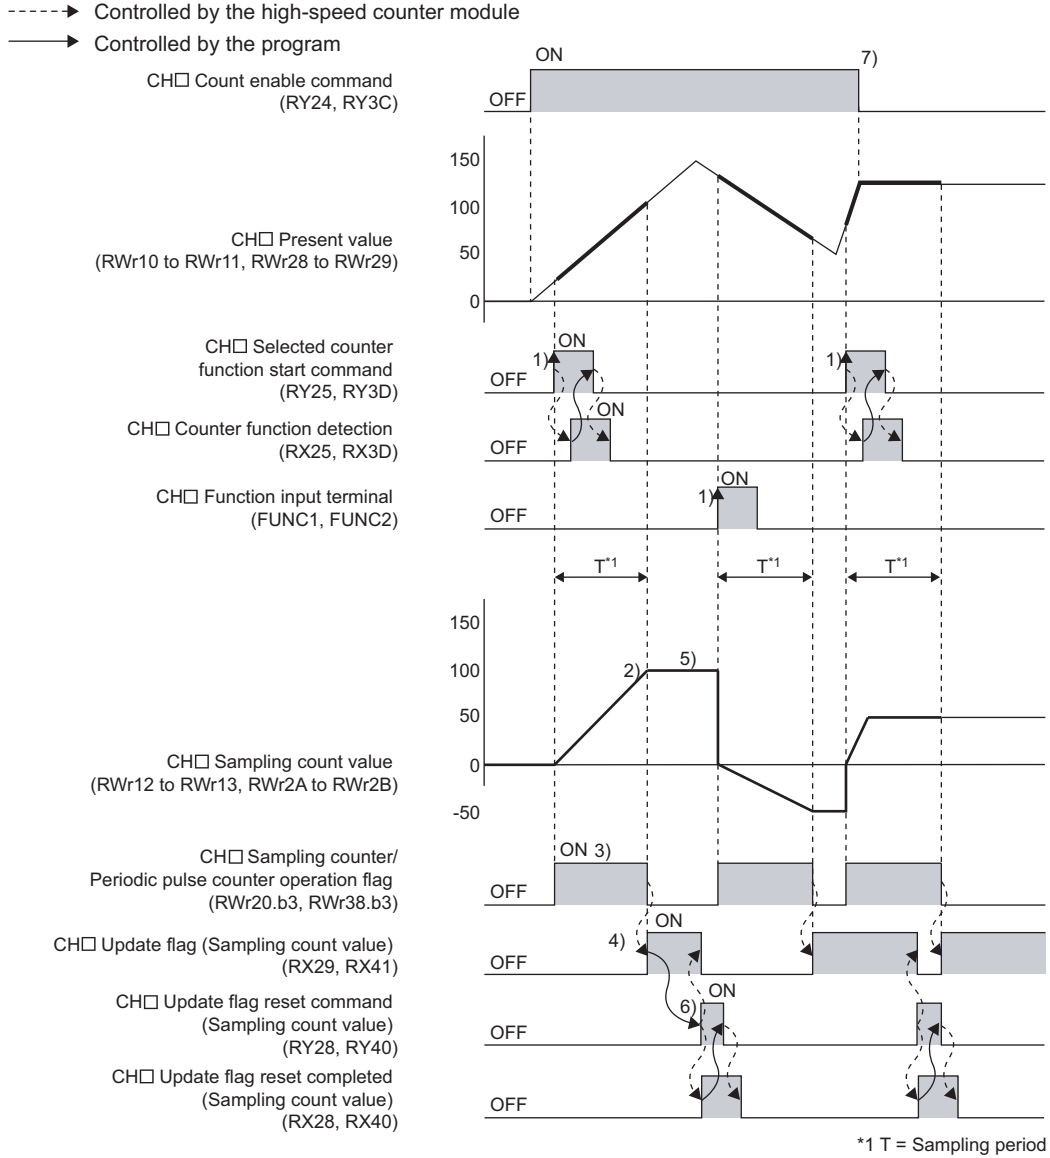 Controlled by the high-speed counter module
Controlled by the program
ON
7)
CH□ Count enable command
(RY24, RY3C)
OFF
150
100
50
0
CH□ Present value
(RWr10 to RWr11, RWr28 to RWr29)
CH□ Selected counter
function start command
(RY25, RY3D)
ON
1)
1)
OFF
CH□ Counter function detection
(RX25, RX3D)
ON
OFF
CH□ Function input terminal
(FUNC1, FUNC2)
ON
1)
OFF
T*1
T*1
T*1
150
100
50
0
-50
2)
5)
CH□ Sampling count value
(RWr12 to RWr13, RWr2A to RWr2B)
CH□ Sampling counter/
Periodic pulse counter operation flag
(RWr20.b3, RWr38.b3)
ON 3)
OFF
CH□ Update flag (Sampling count value)
(RX29, RX41)
ON
4)
OFF
CH□ Update flag reset command
(Sampling count value)
(RY28, RY40)
ON
6)
OFF
CH□ Update flag reset completed
(Sampling count value)
(RX28, RX40)
OFF
*1 T = Sampling period